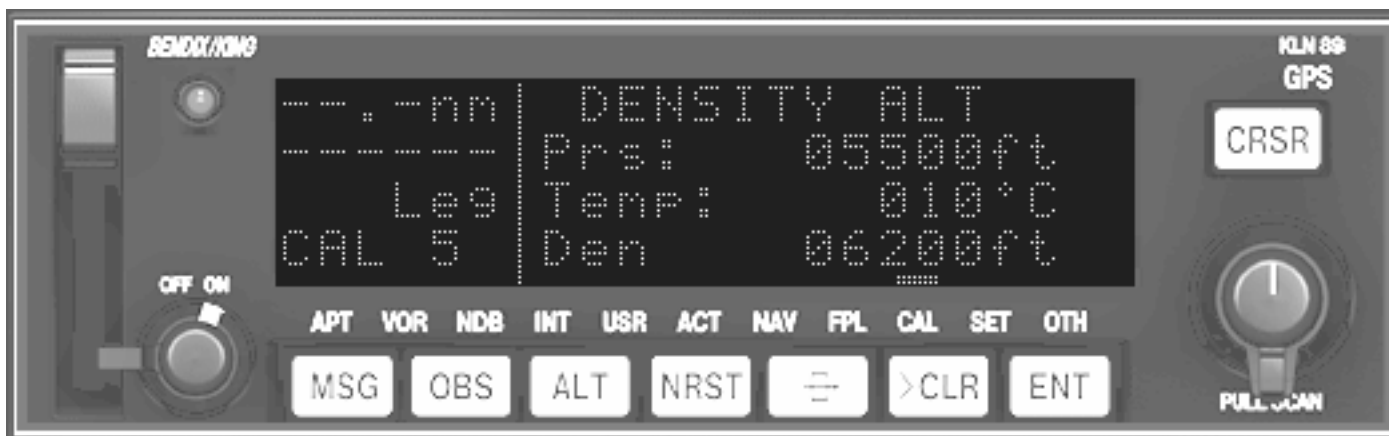 BENDIX/KING
KLN 89
GPS
--.-nm
DENSITY ALT
------
Prs: 05500ft
Leg
Temp: 010°C
CAL 5
Den 06200ft
CRSR
OFF ON
APT VOR NDB INT USR ACT NAV FPL CAL SET OTH
MSG OBS ALT NRST >CLR ENT
PULL SCAN